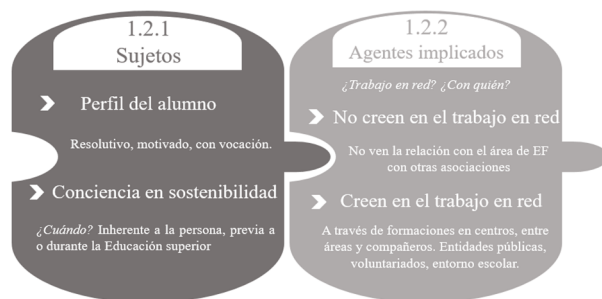 1.2.1
Sujetos
Perfil del alumno
Resolutivo, motivado, con vocación.
Conciencia en sostenibilidad
¿Cuándo? Inherente a la persona, previa a
o durante la Educación superior
1.2.2
Agentes implicados
¿Trabajo en red? ¿Con quién?
No creen en el trabajo en red
No ven la relación con el área de EF
con otras asociaciones
Creen en el trabajo en red
A través de formaciones en centros, entre
áreas y compañeros. Entidades públicas,
voluntariados, entorno escolar.